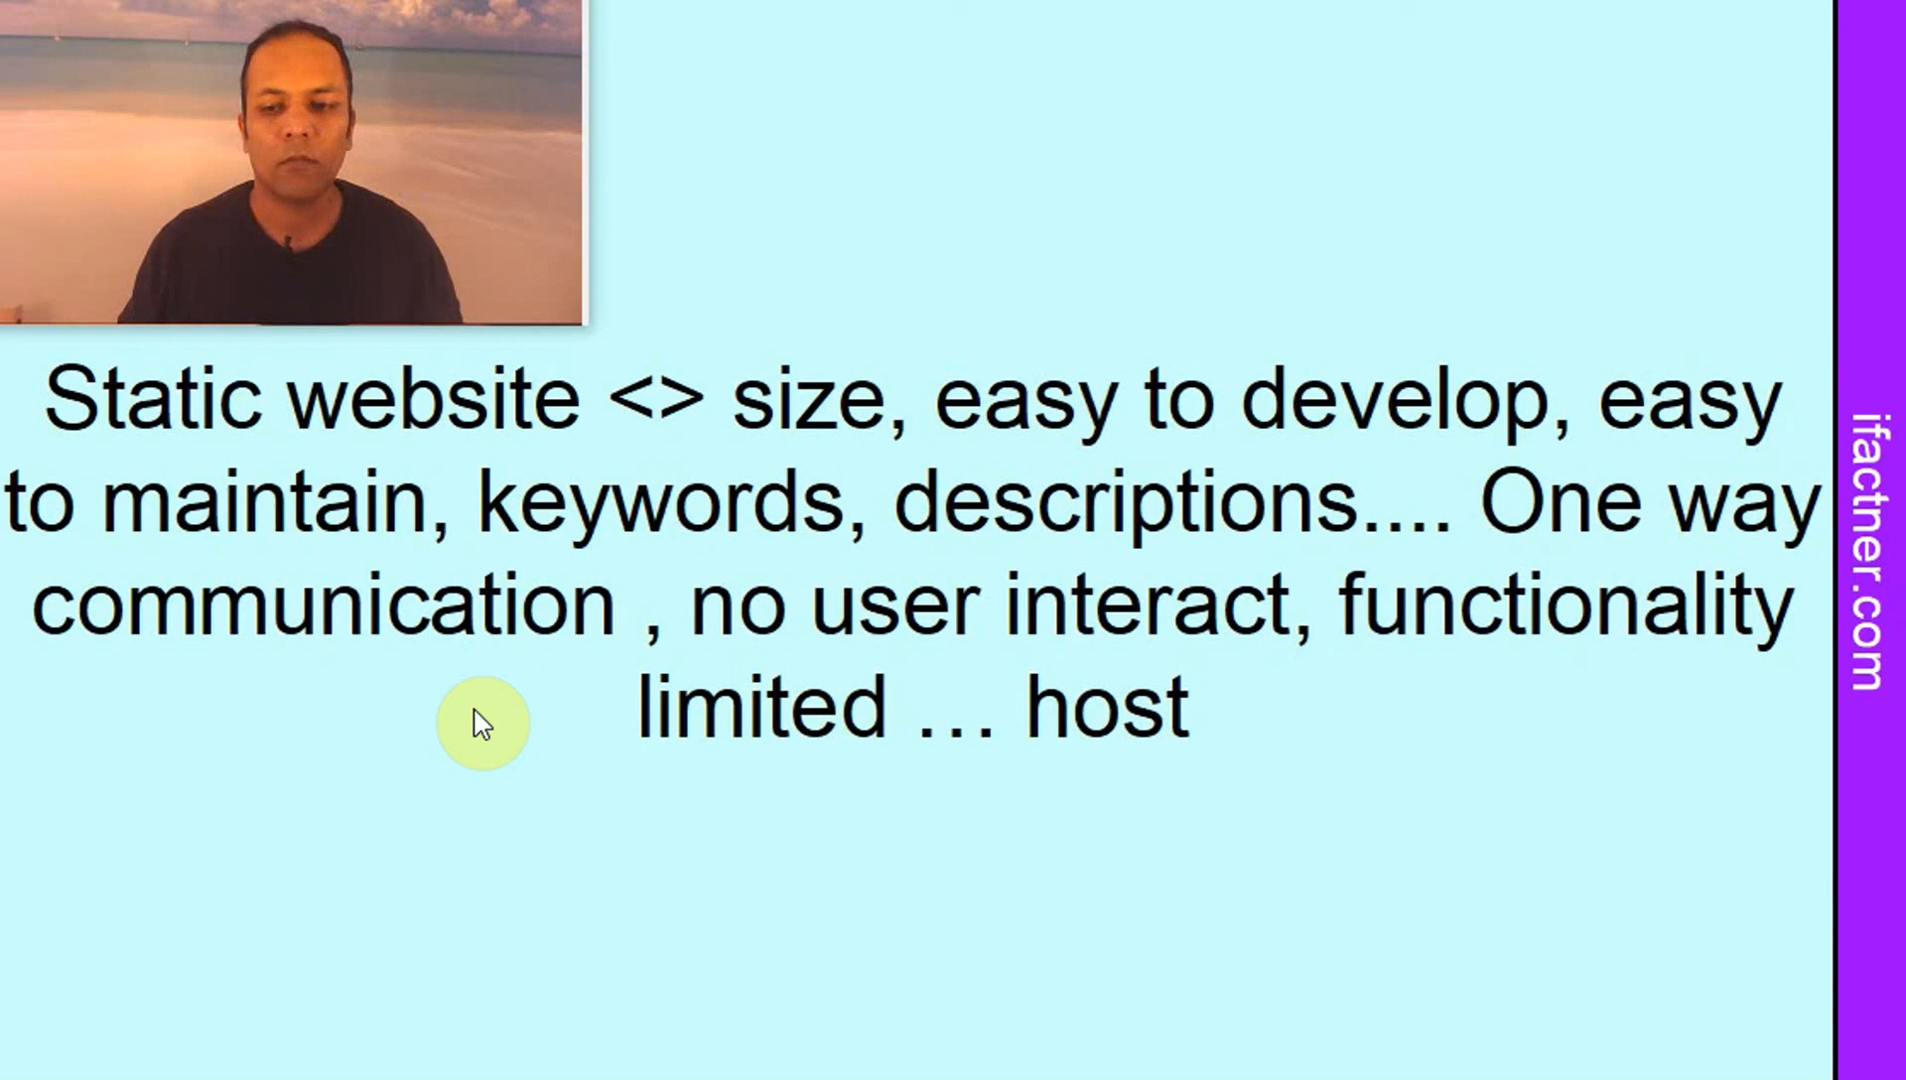 Static website <> size, easy to develop, easy
to maintain, keywords, descriptions.... One way
communication , no user interact, functionality
limited ... host
ifactner.com